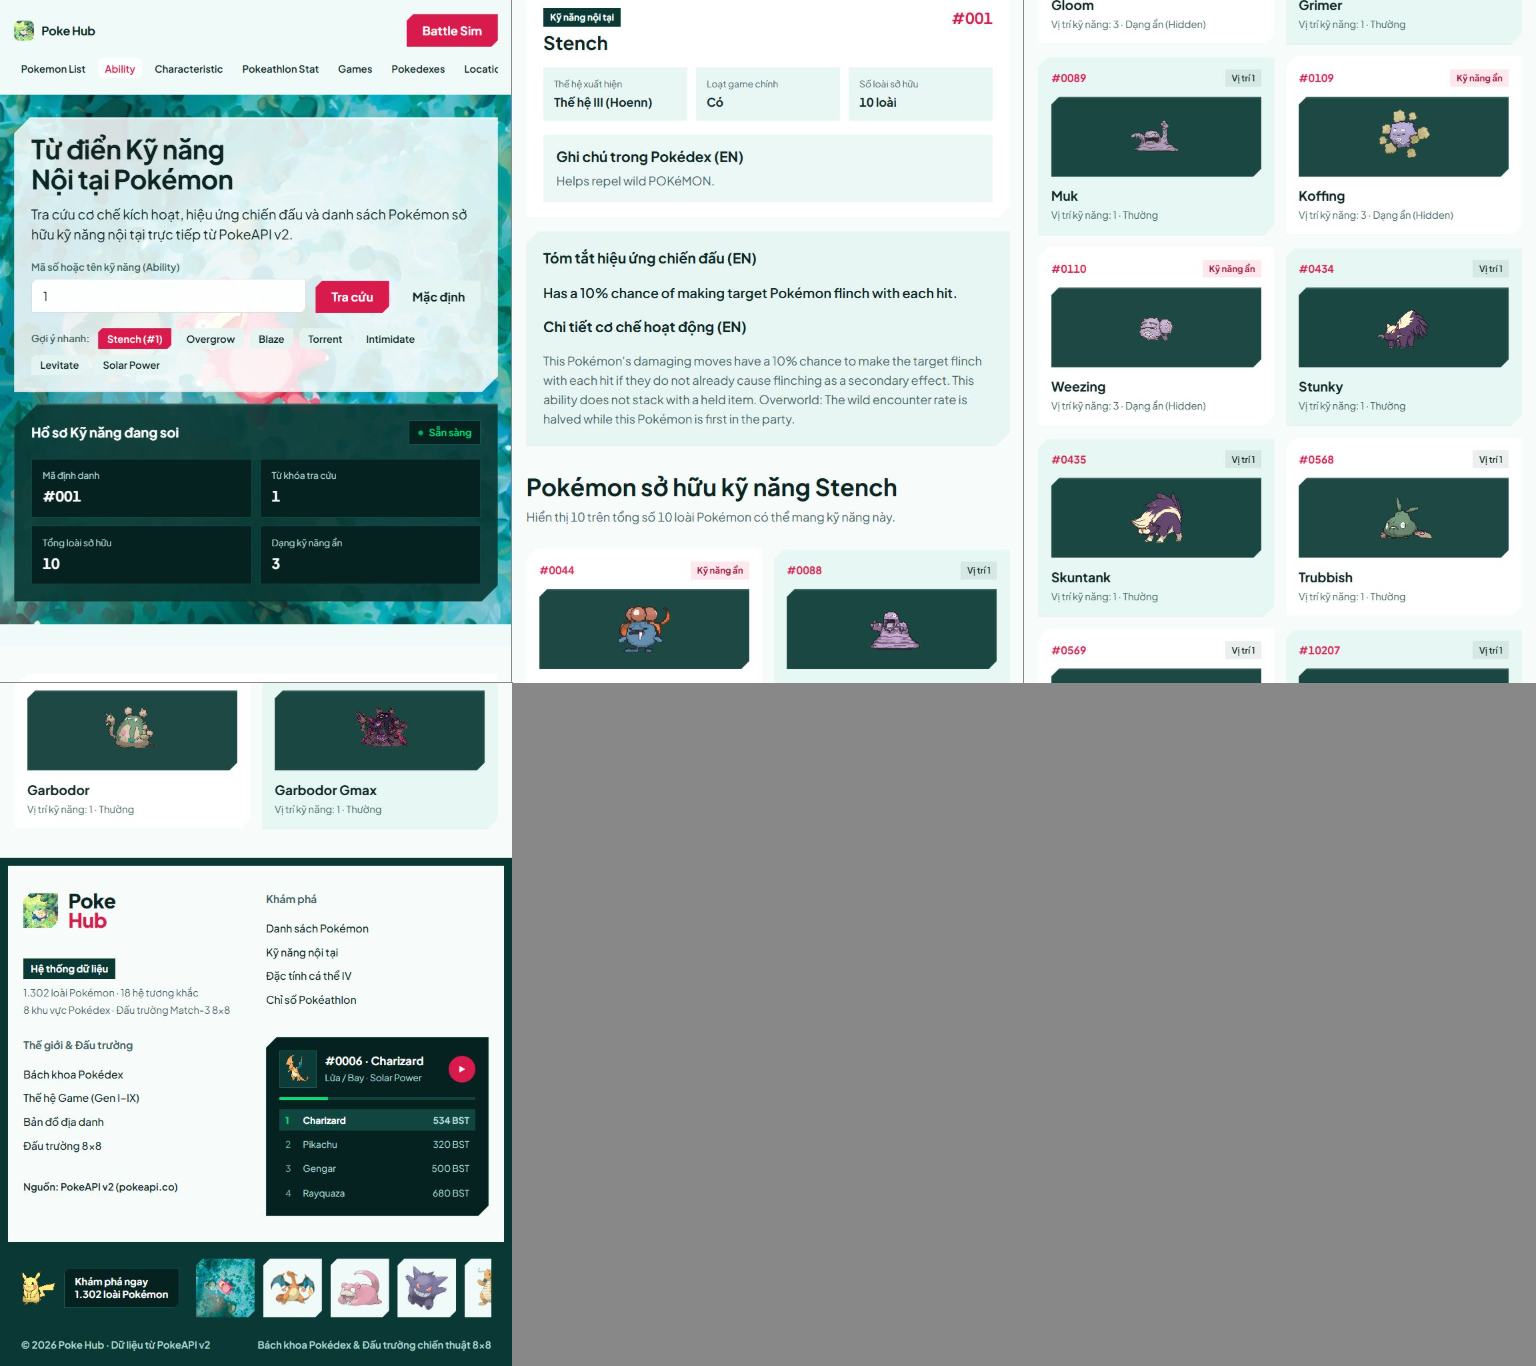 Poke Hub
Battle Sim
Pokemon List
Ability
Characteristic
Pokeathlon Stat
Games
Pokedexes
Từ điển Kỹ năng
Nội tại Pokémon
Tra cứu cơ chế kích hoạt, hiệu ứng chiến đấu và danh sách Pokémon sở
hữu kỹ năng nội tại trực tiếp từ PokeAPI v2.
Mã số hoặc tên kỹ năng (Ability)
1
Tra cứu
Mặc định
Gợi ý nhanh:
Stench (#1)
Overgrow
Blaze
Torrent
Intimidate
Levitate
Solar Power
Hồ sơ Kỹ năng đang soi
Sẵn sàng
Mã định danh
#001
Từ khóa tra cứu
1
Tổng loài sở hữu
10
Dạng kỹ năng ẩn
3
Kỹ năng nội tại
#001
Stench
Thế hệ xuất hiện
Thế hệ III (Hoenn)
Loạt game chính
Có
Số loài sở hữu
10 loài
Ghi chú trong Pokédex (EN)
Helps repel wild POKéMON.
Tóm tắt hiệu ứng chiến đấu (EN)
Has a 10% chance of making target Pokémon flinch with each hit.
Chi tiết cơ chế hoạt động (EN)
This Pokémon's damaging moves have a 10% chance to make the target flinch
with each hit if they do not already cause flinching as a secondary effect. This
ability does not stack with a held item. Overworld: The wild encounter rate is
halved while this Pokémon is first in the party.
Pokémon sở hữu kỹ năng Stench
Hiển thị 10 trên tổng số 10 loài Pokémon có thể mang kỹ năng này.
#0044
Kỹ năng ẩn
#0088
Vị trí 1
Gloom
Vị trí kỹ năng: 3 · Dạng ẩn (Hidden)
Grimer
Vị trí kỹ năng: 1 · Thường
#0089
Vị trí 1
Muk
Vị trí kỹ năng: 1 · Thường
#0109
Kỹ năng ẩn
Koffing
Vị trí kỹ năng: 3 · Dạng ẩn (Hidden)
#0110
Kỹ năng ẩn
Weezing
Vị trí kỹ năng: 3 · Dạng ẩn (Hidden)
#0434
Vị trí 1
Stunky
Vị trí kỹ năng: 1 · Thường
#0435
Vị trí 1
Skuntank
Vị trí kỹ năng: 1 · Thường
#0568
Vị trí 1
Trubbish
Vị trí kỹ năng: 1 · Thường
#0569
Vị trí 1
#10207
Vị trí 1
Garbodor
Vị trí kỹ năng: 1 · Thường
Garbodor Gmax
Vị trí kỹ năng: 1 · Thường
Poke
Hub
Hệ thống dữ liệu
1.302 loài Pokémon · 18 hệ tương khắc
8 khu vực Pokédex · Đấu trường Match-3 8×8
Khám phá
Danh sách Pokémon
Kỹ năng nội tại
Đặc tính cá thể IV
Chỉ số Pokéathlon
Thế giới & Đấu trường
Bách khoa Pokédex
Thế hệ Game (Gen I–IX)
Bản đồ địa danh
Đấu trường 8×8
Nguồn: PokeAPI v2 (pokeapi.co)
#0006 · Charizard
Lửa / Bay · Solar Power
1 Charizard 534 BST
2 Pikachu 320 BST
3 Gengar 500 BST
4 Rayquaza 680 BST
Khám phá ngay
1.302 loài Pokémon
© 2026 Poke Hub · Dữ liệu từ PokeAPI v2
Bách khoa Pokédex & Đấu trường chiến thuật 8×8